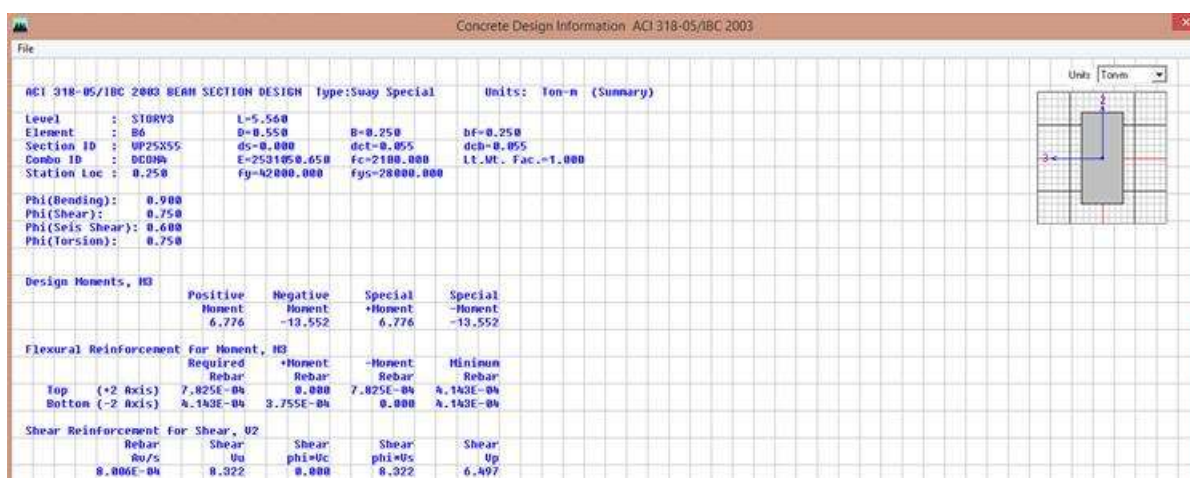 Concrete Design Information ACI 318-05/IBC 2003
File
Units Ton-m
ACI 318-05/IBC 2003 BEAM SECTION DESIGN Type:Sway Special Units: Ton-m (Summary)
Level : STORY3 L=5.560
Element : B6 D=0.550 B=0.250 bf=0.250
Section ID : VP25X55 ds=0.000 dct=0.055 dcb=0.055
Combo ID : DCON4 E=2531050.650 fc=2100.000 Lt.Wt. Fac.=1.000
Station Loc : 0.250 fy=42000.000 fys=28000.000
Phi(Bending): 0.900
Phi(Shear): 0.750
Phi(Seis Shear): 0.600
Phi(Torsion): 0.750
Design Moments, M3
Positive Negative Special Special
Moment Moment +Moment -Moment
6.776 -13.552 6.776 -13.552
Flexural Reinforcement for Moment, M3
Required +Moment -Moment Minimum
Rebar Rebar Rebar Rebar
Top (+2 Axis) 7.825E-04 0.000 7.825E-04 4.143E-04
Bottom (-2 Axis) 4.143E-04 3.755E-04 0.000 4.143E-04
Shear Reinforcement for Shear, V2
Rebar Shear Shear Shear Shear
Av/s Vu phi*Vc phi*Vs Vp
8.006E-04 8.322 0.000 8.322 6.497
2
3